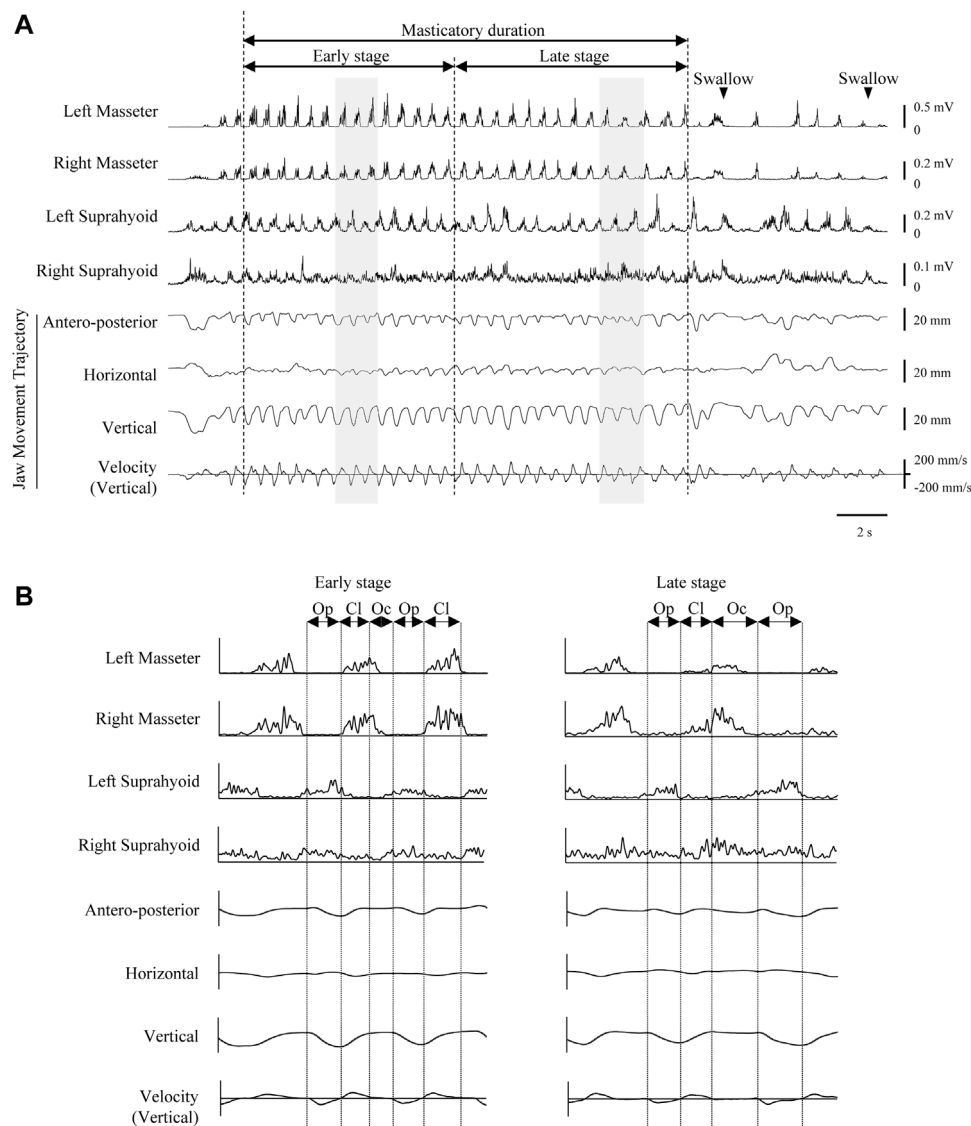 A
Masticatory duration
Early stage
Late stage
Swallow
Swallow
Left Masseter
0.5 mV
0
Right Masseter
0.2 mV
0
Left Suprahyoid
0.2 mV
0
Right Suprahyoid
0.1 mV
0
Jaw Movement Trajectory
Antero-posterior
20 mm
Horizontal
20 mm
Vertical
20 mm
Velocity
(Vertical)
200 mm/s
-200 mm/s
2 s
B
Early stage
Late stage
Op Cl Oc Op Cl
Op Cl Oc Op
Left Masseter
Right Masseter
Left Suprahyoid
Right Suprahyoid
Antero-posterior
Horizontal
Vertical
Velocity
(Vertical)